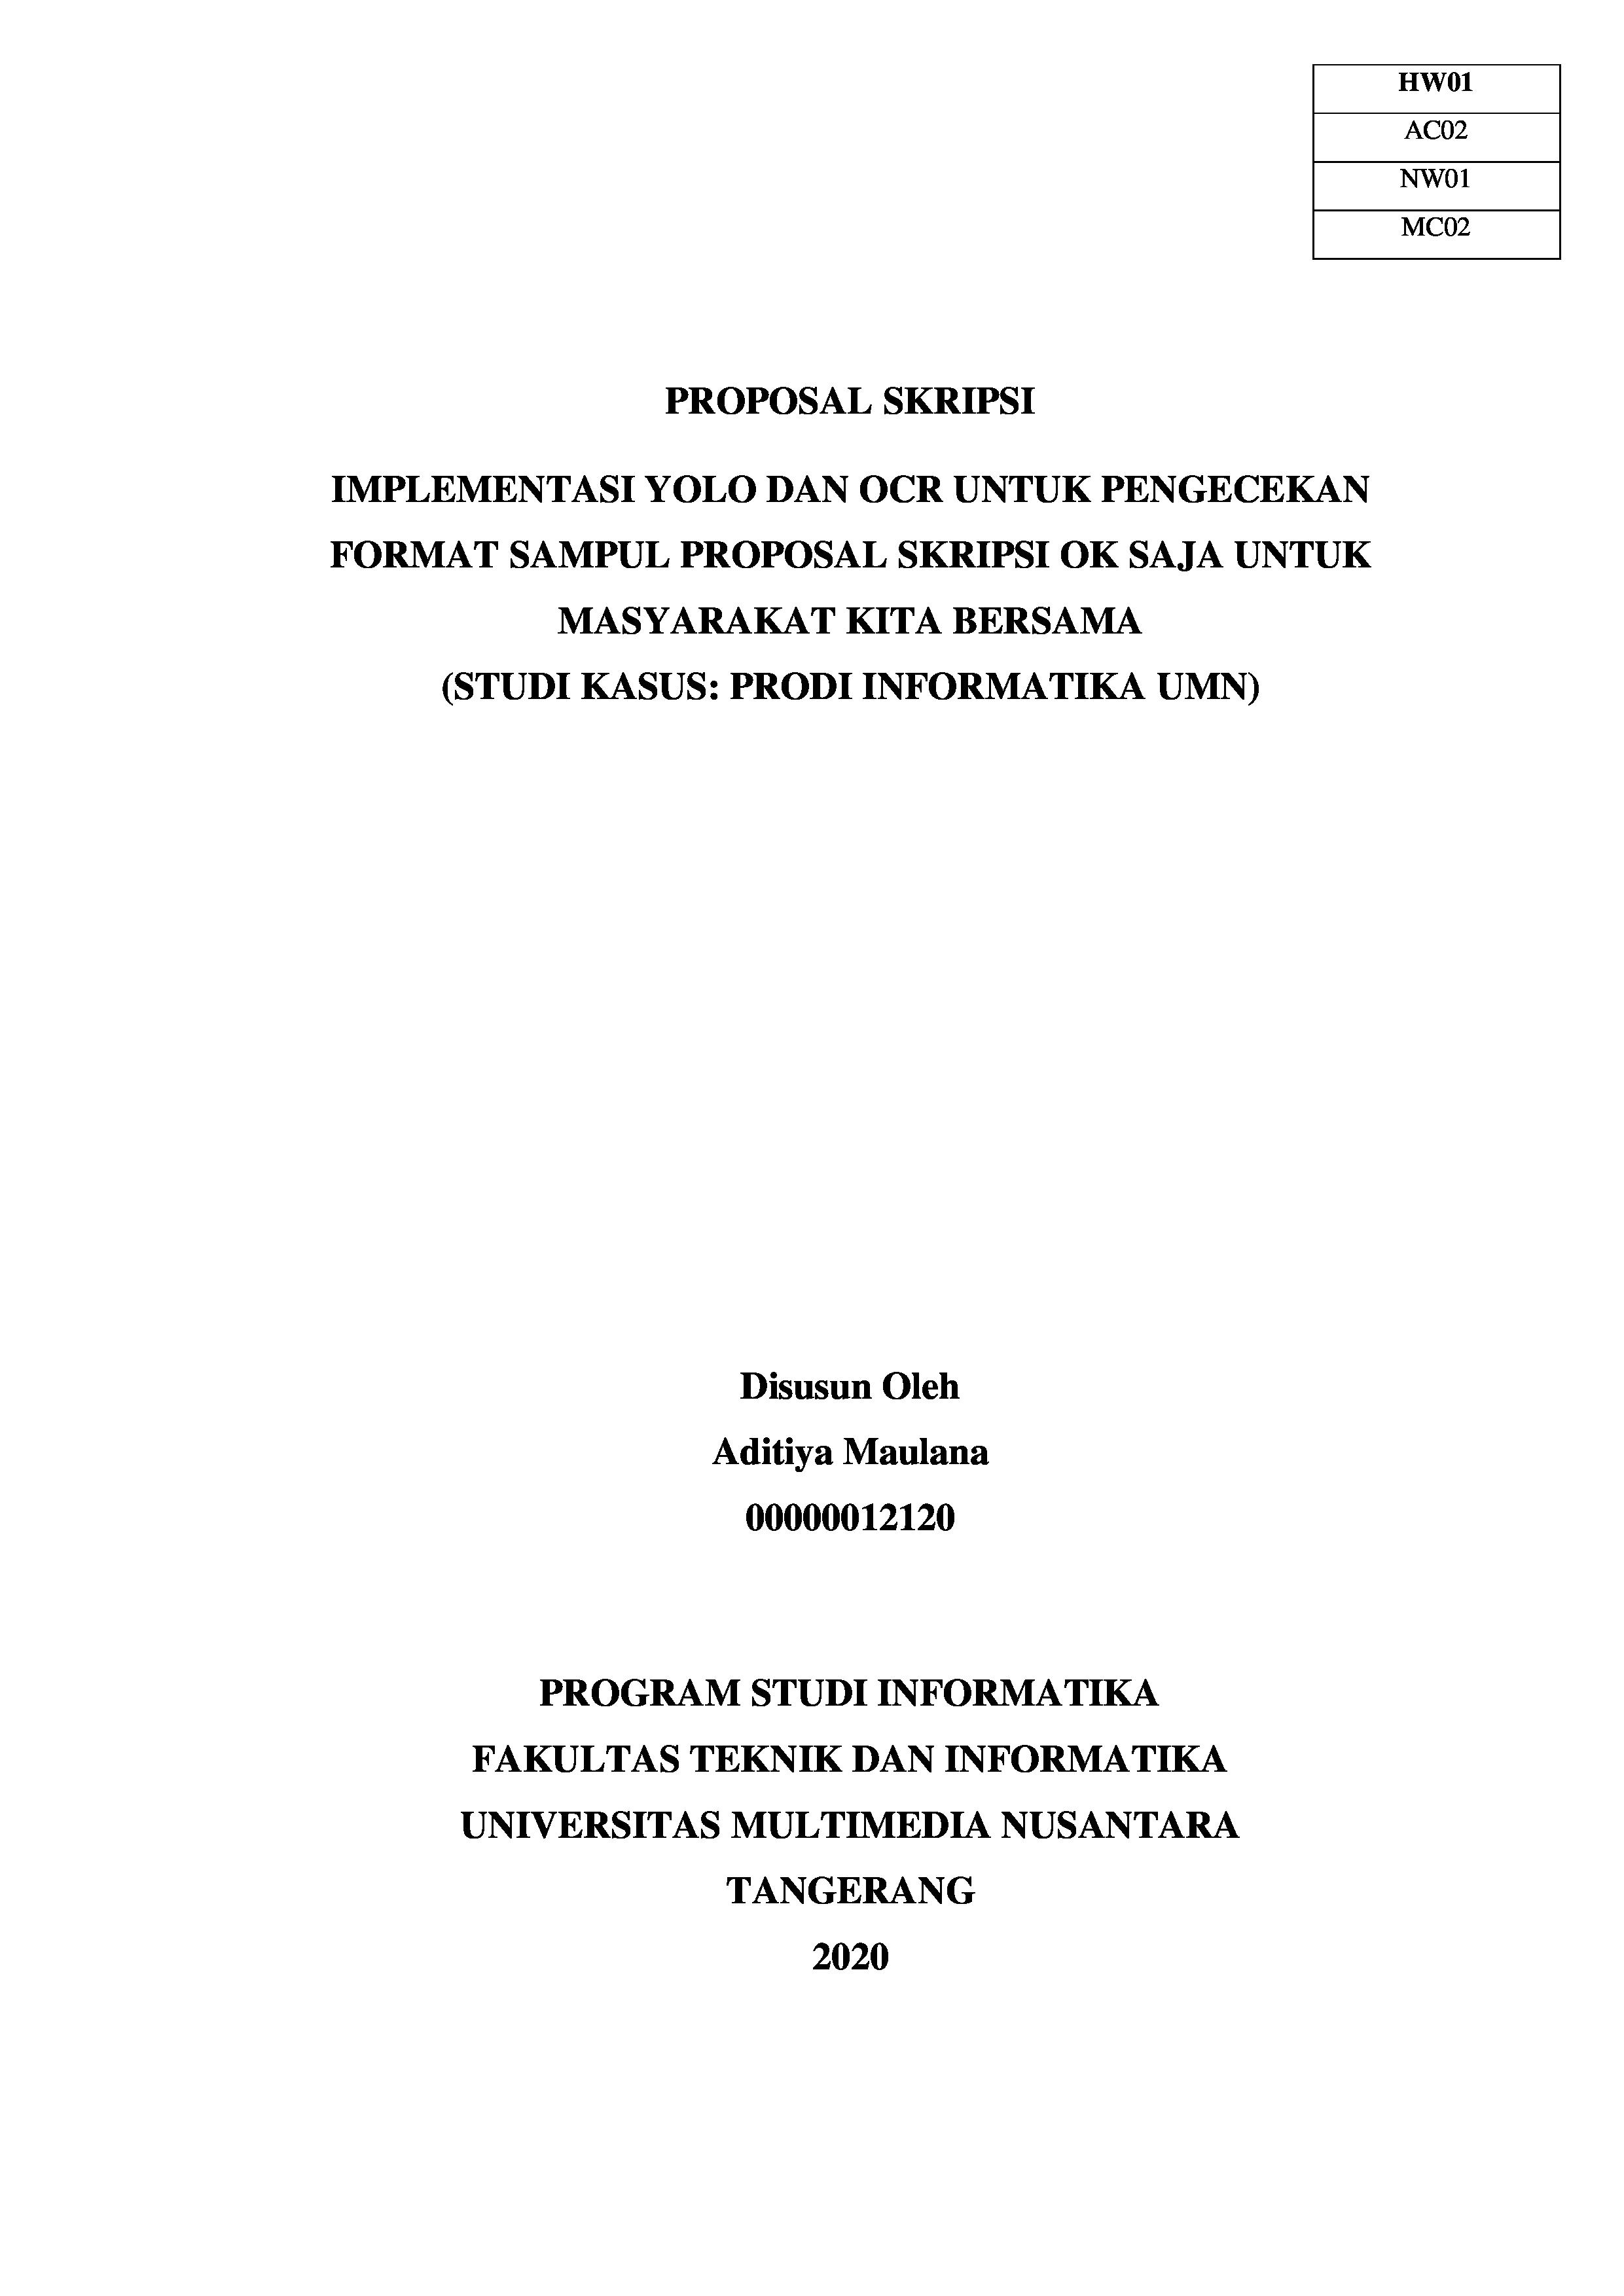 HW01
AC02
NW01
MC02
PROPOSAL SKRIPSI
IMPLEMENTASI YOLO DAN OCR UNTUK PENGECEKAN
FORMAT SAMPUL PROPOSAL SKRIPSI OK SAJA UNTUK
MASYARAKAT KITA BERSAMA
(STUDI KASUS: PRODI INFORMATIKA UMN)
Disusun Oleh
Aditiya Maulana
00000012120
PROGRAM STUDI INFORMATIKA
FAKULTAS TEKNIK DAN INFORMATIKA
UNIVERSITAS MULTIMEDIA NUSANTARA
TANGERANG
2020